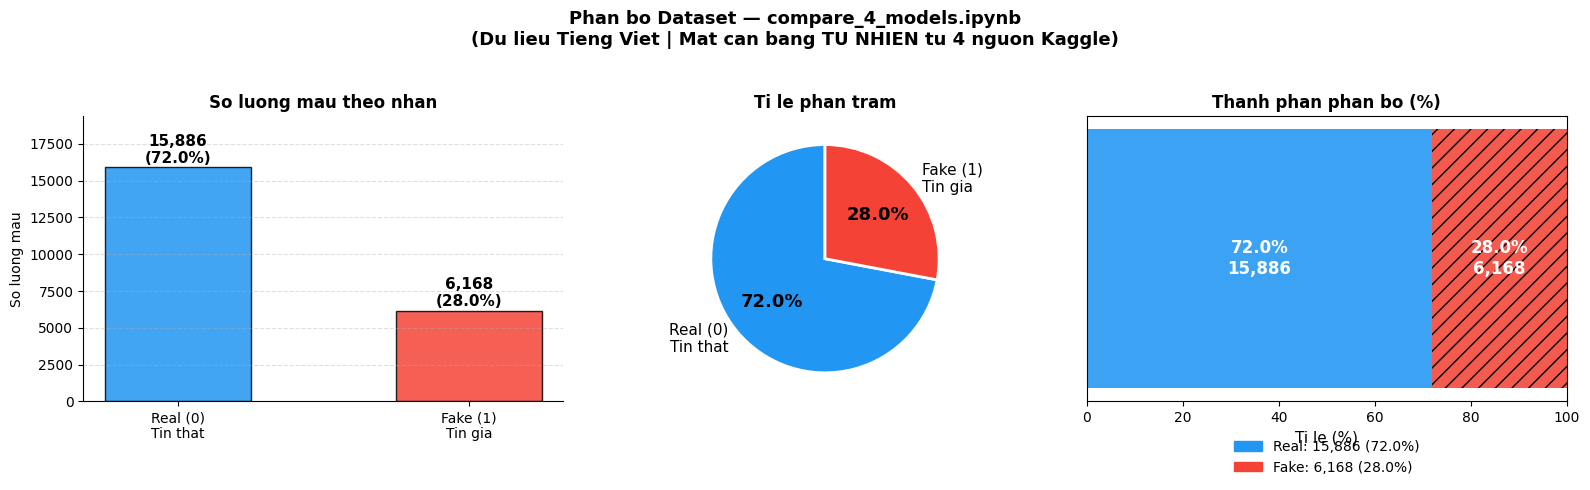 Phan bo Dataset — compare_4_models.ipynb
(Du lieu Tieng Viet | Mat can bang TU NHIEN tu 4 nguon Kaggle)
So luong mau theo nhan
So luong mau
17500
15000
12500
10000
7500
5000
2500
0
15,886
(72.0%)
6,168
(28.0%)
Real (0)
Tin that
Fake (1)
Tin gia
Ti le phan tram
Fake (1)
Tin gia
28.0%
72.0%
Real (0)
Tin that
Thanh phan phan bo (%)
72.0%
15,886
28.0%
6,168
0 20 40 60 80 100
Ti le (%)
Real: 15,886 (72.0%)
Fake: 6,168 (28.0%)